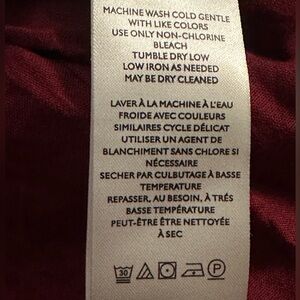 MACHINE WASH COLD GENTLE
WITH LIKE COLORS
USE ONLY NON-CHLORINE
BLEACH
TUMBLE DRY LOW
LOW IRON AS NEEDED
MAY BE DRY CLEANED
LAVER À LA MACHINE À L'EAU
FROIDE AVEC COULEURS
SIMILAIRES CYCLE DÉLICAT
UTILISER UN AGENT DE
BLANCHIMENT SANS CHLORE SI
NÉCESSAIRE
SECHER PAR CULBUTAGE À BASSE
TEMPERATURE
REPASSER, AU BESOIN, À TRÉS
BASSE TEMPÉRATURE
PEUT-ÊTRE ÊTRE NETTOYÉE
À SEC
30 P